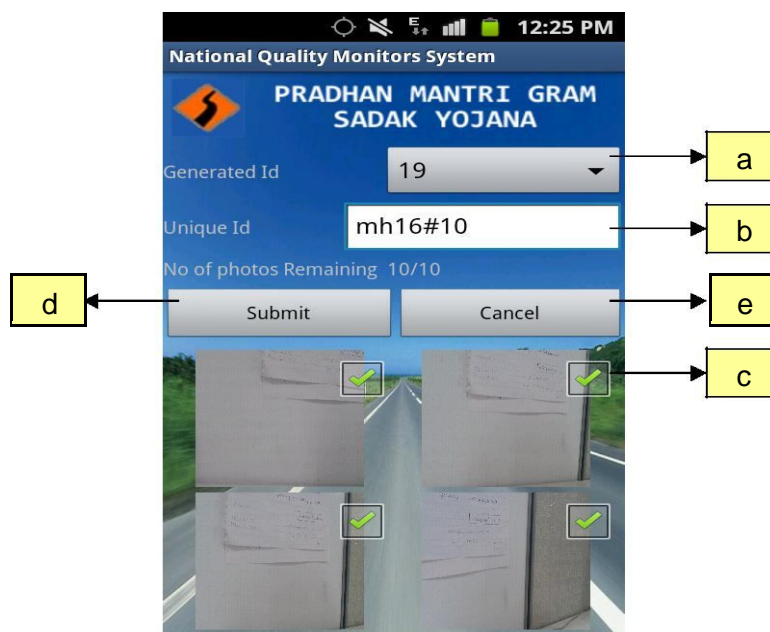 E 12:25 PM
National Quality Monitors System
PRADHAN MANTRI GRAM
SADAK YOJANA
a
Generated Id 19
b
Unique Id mh16#10
No of photos Remaining 10/10
d
Submit Cancel
e
c